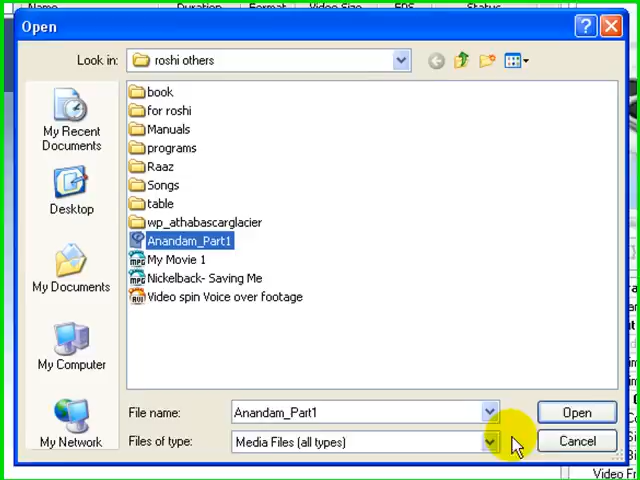 Name
Duration
Format
Video Size
FPS
Status
Open
Look in:
roshi others
My Recent
Documents
Desktop
My Documents
My Computer
My Network
book
for roshi
Manuals
programs
Raaz
Songs
table
wp_athabascarglacier
Anandam_Part1
My Movie 1
Nickelback- Saving Me
Video spin Voice over footage
File name:
Anandam_Part1
Open
Files of type:
Media Files (all types)
Cancel
Video Fr